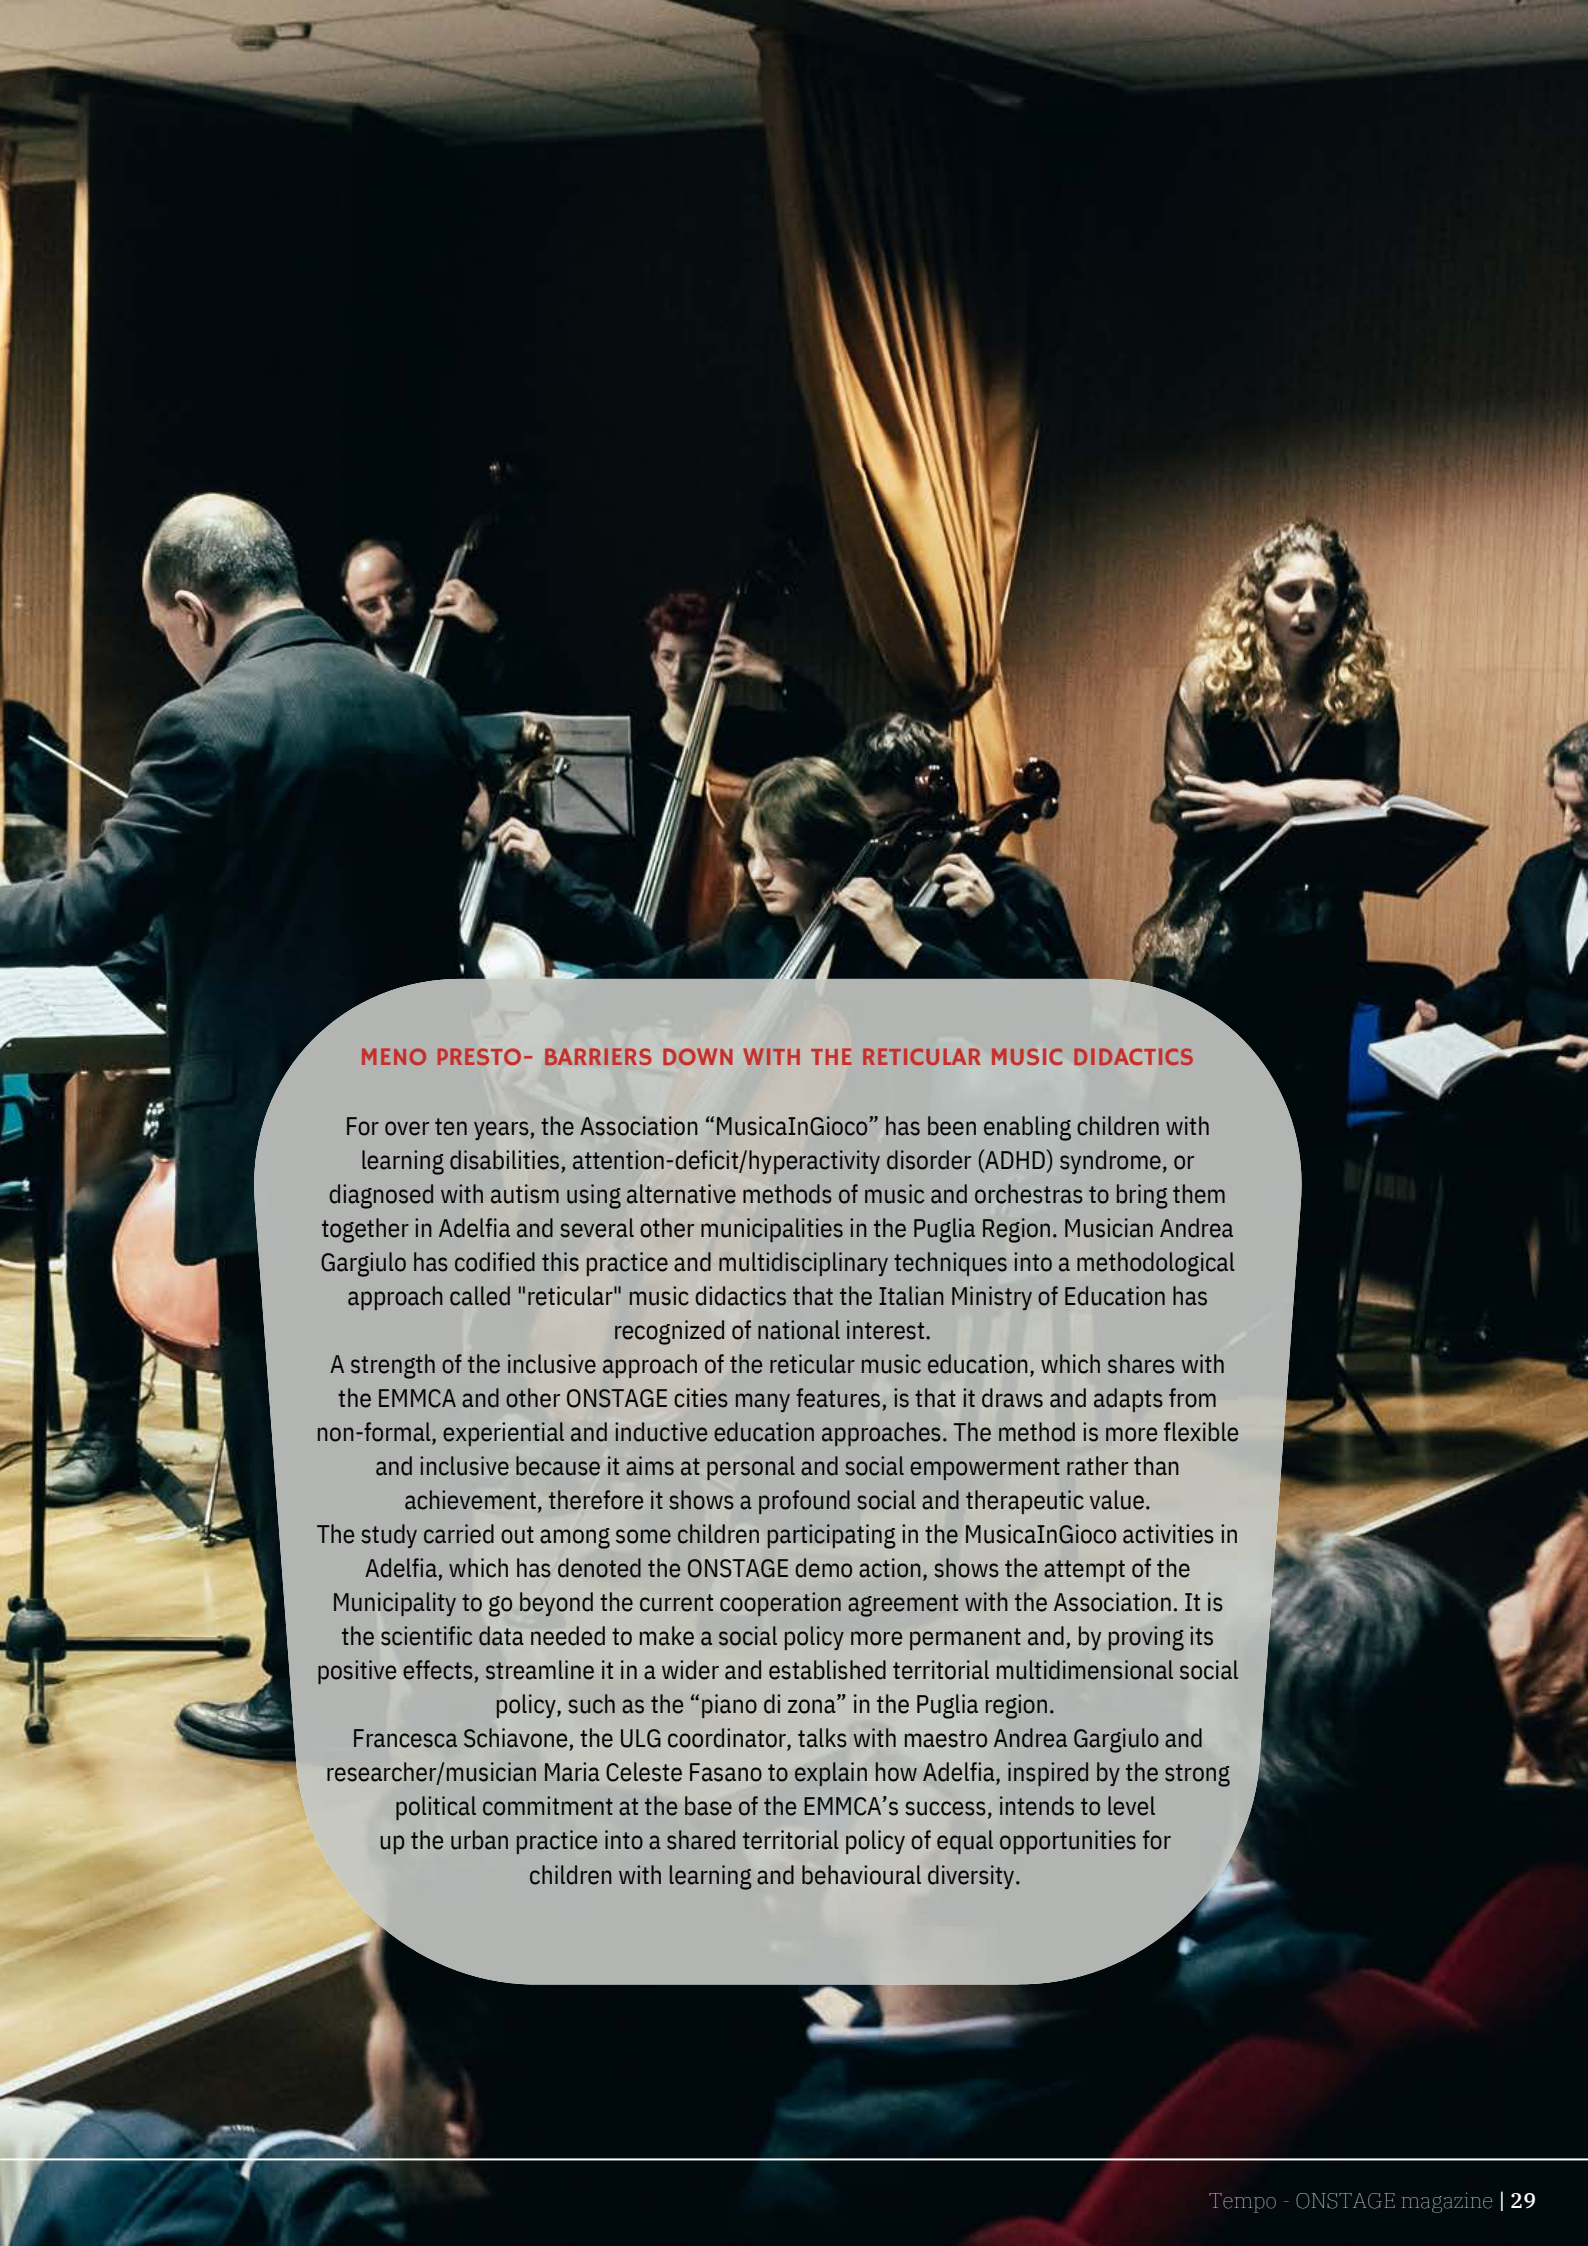 MENO PRESTO- BARRIERS DOWN WITH THE RETICULAR MUSIC DIDACTICS
For over ten years, the Association “MusicaInGioco” has been enabling children with
learning disabilities, attention-deficit/hyperactivity disorder (ADHD) syndrome, or
diagnosed with autism using alternative methods of music and orchestras to bring them
together in Adelfia and several other municipalities in the Puglia Region. Musician Andrea
Gargiulo has codified this practice and multidisciplinary techniques into a methodological
approach called "reticular" music didactics that the Italian Ministry of Education has
recognized of national interest.
A strength of the inclusive approach of the reticular music education, which shares with
the EMMCA and other ONSTAGE cities many features, is that it draws and adapts from
non-formal, experiential and inductive education approaches. The method is more flexible
and inclusive because it aims at personal and social empowerment rather than
achievement, therefore it shows a profound social and therapeutic value.
The study carried out among some children participating in the MusicaInGioco activities in
Adelfia, which has denoted the ONSTAGE demo action, shows the attempt of the
Municipality to go beyond the current cooperation agreement with the Association. It is
the scientific data needed to make a social policy more permanent and, by proving its
positive effects, streamline it in a wider and established territorial multidimensional social
policy, such as the “piano di zona” in the Puglia region.
Francesca Schiavone, the ULG coordinator, talks with maestro Andrea Gargiulo and
researcher/musician Maria Celeste Fasano to explain how Adelfia, inspired by the strong
political commitment at the base of the EMMCA’s success, intends to level
up the urban practice into a shared territorial policy of equal opportunities for
children with learning and behavioural diversity.
Tempo - ONSTAGE magazine | 29